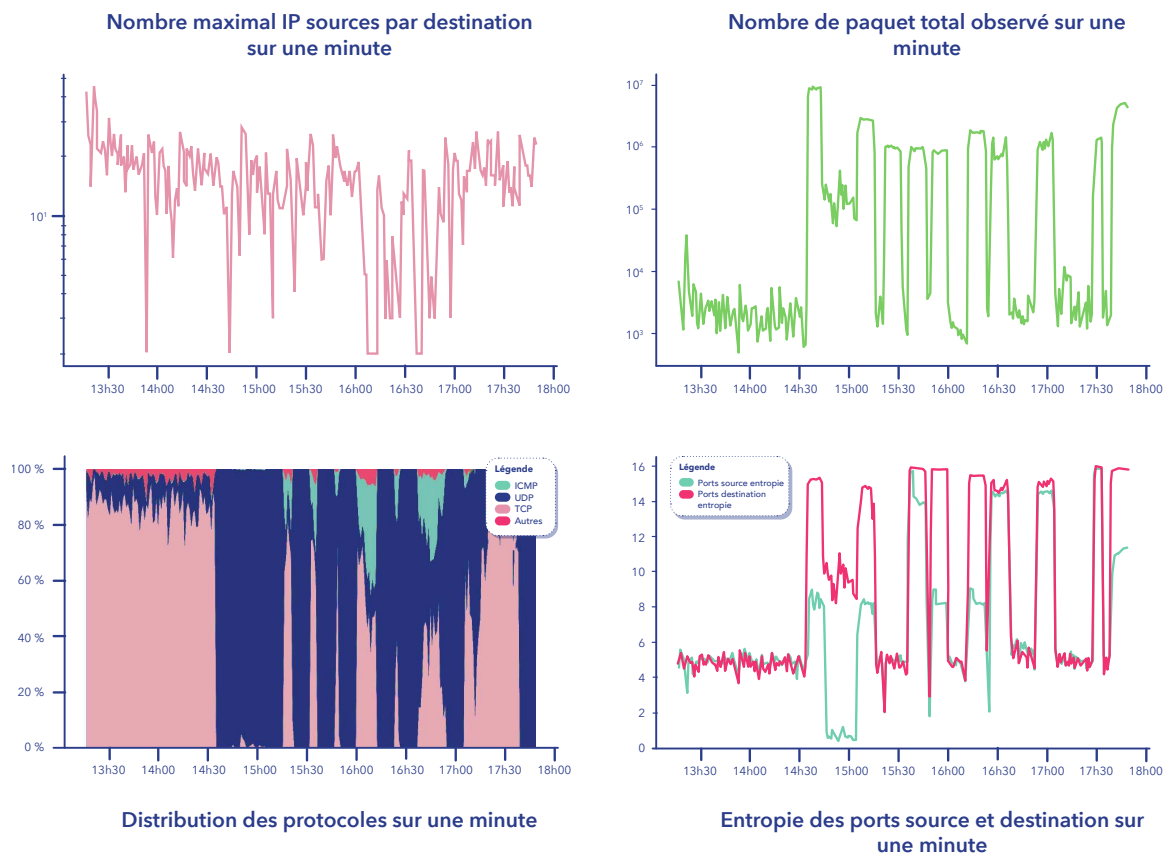 Nombre maximal IP sources par destination
sur une minute
10¹
13h30 14h00 14h30 15h00 15h30 16h00 16h30 17h00 17h30 18h00
Nombre de paquet total observé sur une
minute
10⁷
10⁶
10⁵
10⁴
10³
13h30 14h00 14h30 15h00 15h30 16h00 16h30 17h00 17h30 18h00
100 %
80 %
60 %
40 %
20 %
0 %
Légende
ICMP
UDP
TCP
Autres
13h30 14h00 14h30 15h00 15h30 16h00 16h30 17h00 17h30 18h00
Distribution des protocoles sur une minute
16
14
12
10
8
6
4
2
0
Légende
Ports source entropie
Ports destination
entropie
13h30 14h00 14h30 15h00 15h30 16h00 16h30 17h00 17h30 18h00
Entropie des ports source et destination sur
une minute